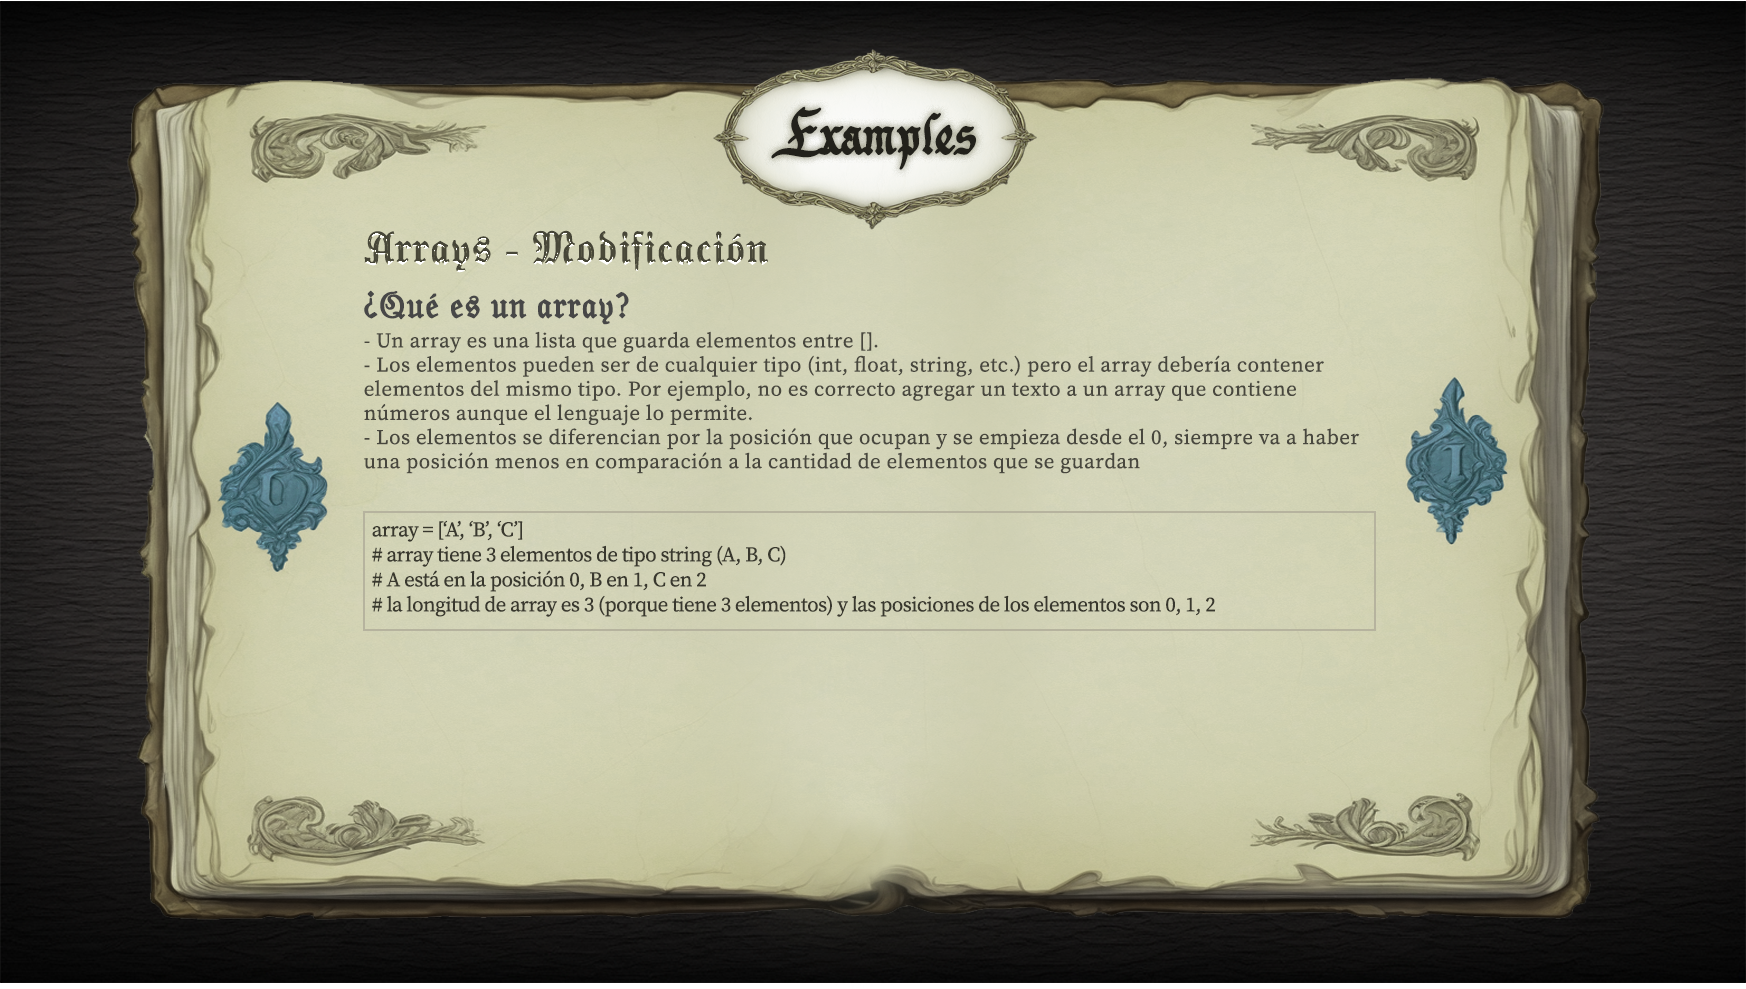 Examples
Arrays - Modificación
¿Qué es un array?
- Un array es una lista que guarda elementos entre [].
- Los elementos pueden ser de cualquier tipo (int, float, string, etc.) pero el array debería contener
elementos del mismo tipo. Por ejemplo, no es correcto agregar un texto a un array que contiene
números aunque el lenguaje lo permite.
- Los elementos se diferencian por la posición que ocupan y se empieza desde el 0, siempre va a haber
una posición menos en comparación a la cantidad de elementos que se guardan
0
1
array = [‘A’, ‘B’, ‘C’]
# array tiene 3 elementos de tipo string (A, B, C)
# A está en la posición 0, B en 1, C en 2
# la longitud de array es 3 (porque tiene 3 elementos) y las posiciones de los elementos son 0, 1, 2